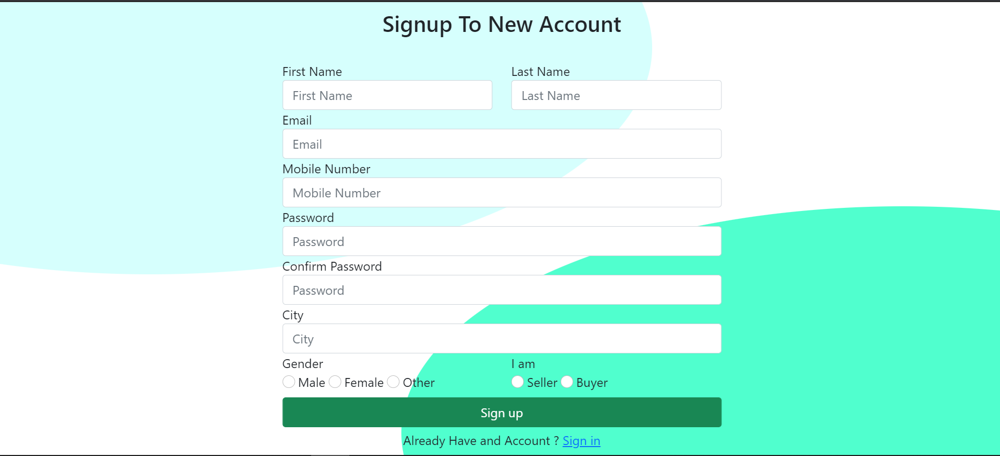 Signup To New Account
First Name Last Name
First Name Last Name
Email
Email
Mobile Number
Mobile Number
Password
Password
Confirm Password
Password
City
City
Gender I am
Male Female Other Seller Buyer
Sign up
Already Have and Account ? Sign in